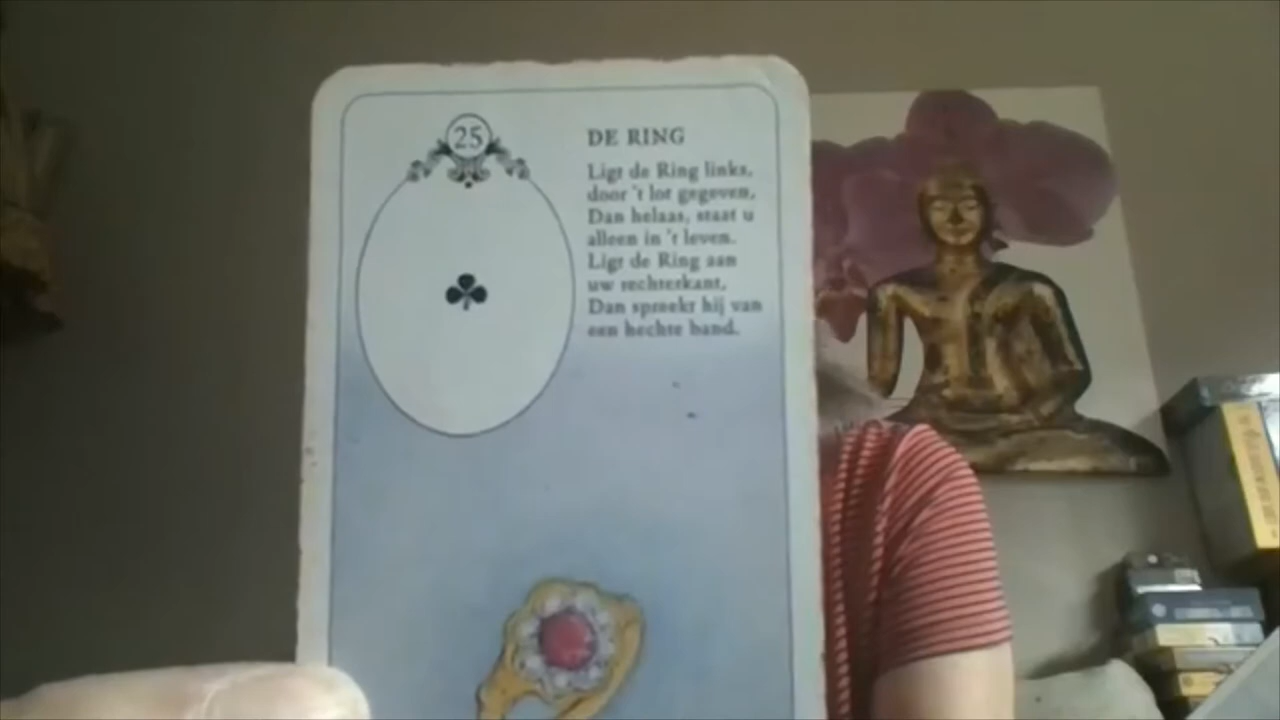 25
DE RING
Ligt de Ring links,
door 't lot gegeven,
Dan helaas, staat u
alleen in 't leven.
Ligt de Ring aan
uw rechterkant,
Dan spreekt hij van
een hechte band.